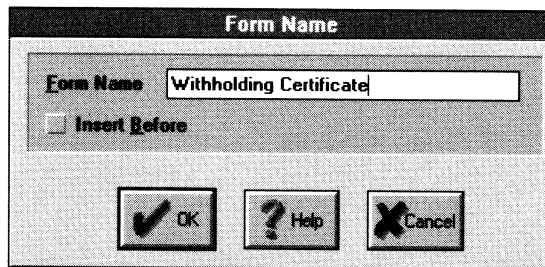 Form Name
Form Name Withholding Certificate
Insert Before
OK Help Cancel